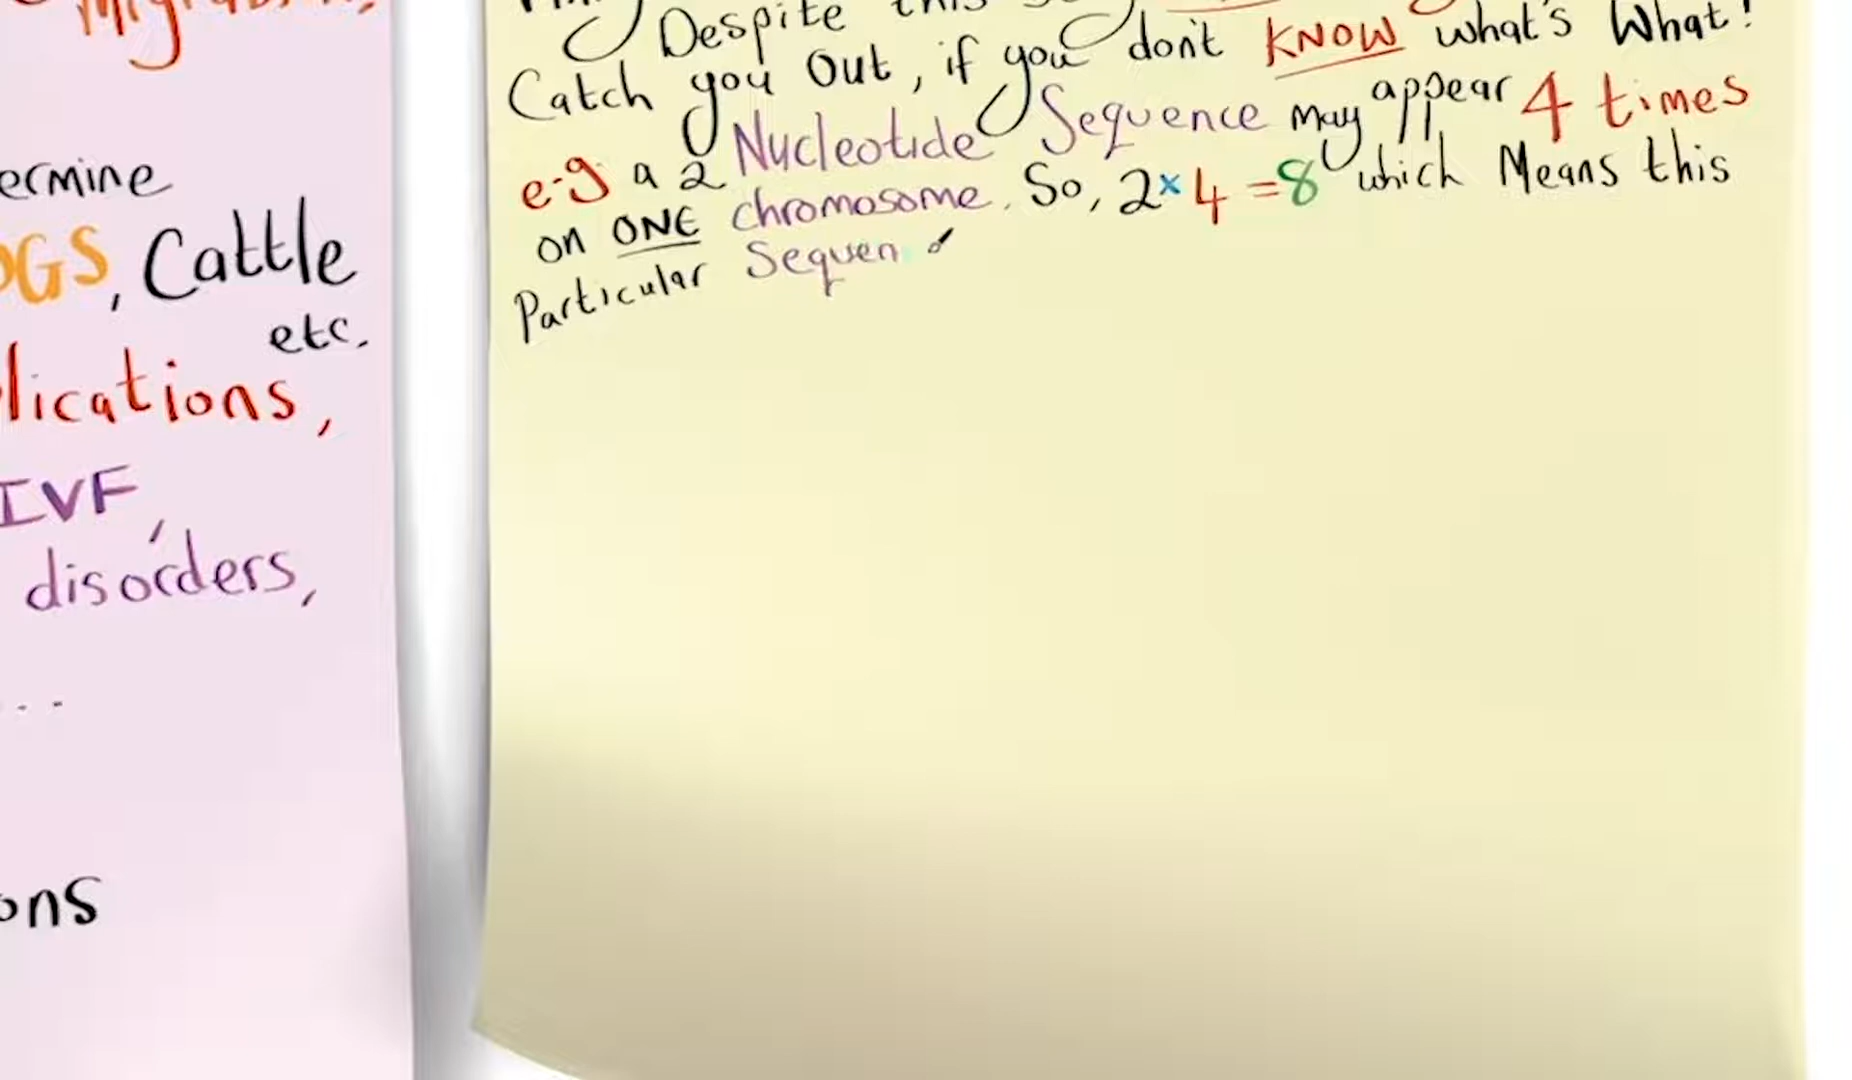 ermine
OGS, Cattle
etc.
lications,
IVF,
disorders,
...
ons
Despite this
Catch you Out, if you don't KNOW what's What!
e-g a 2 Nucleotide Sequence may appear 4 times
on ONE chromosome. So, 2×4=8 which Means this
Particular Sequen